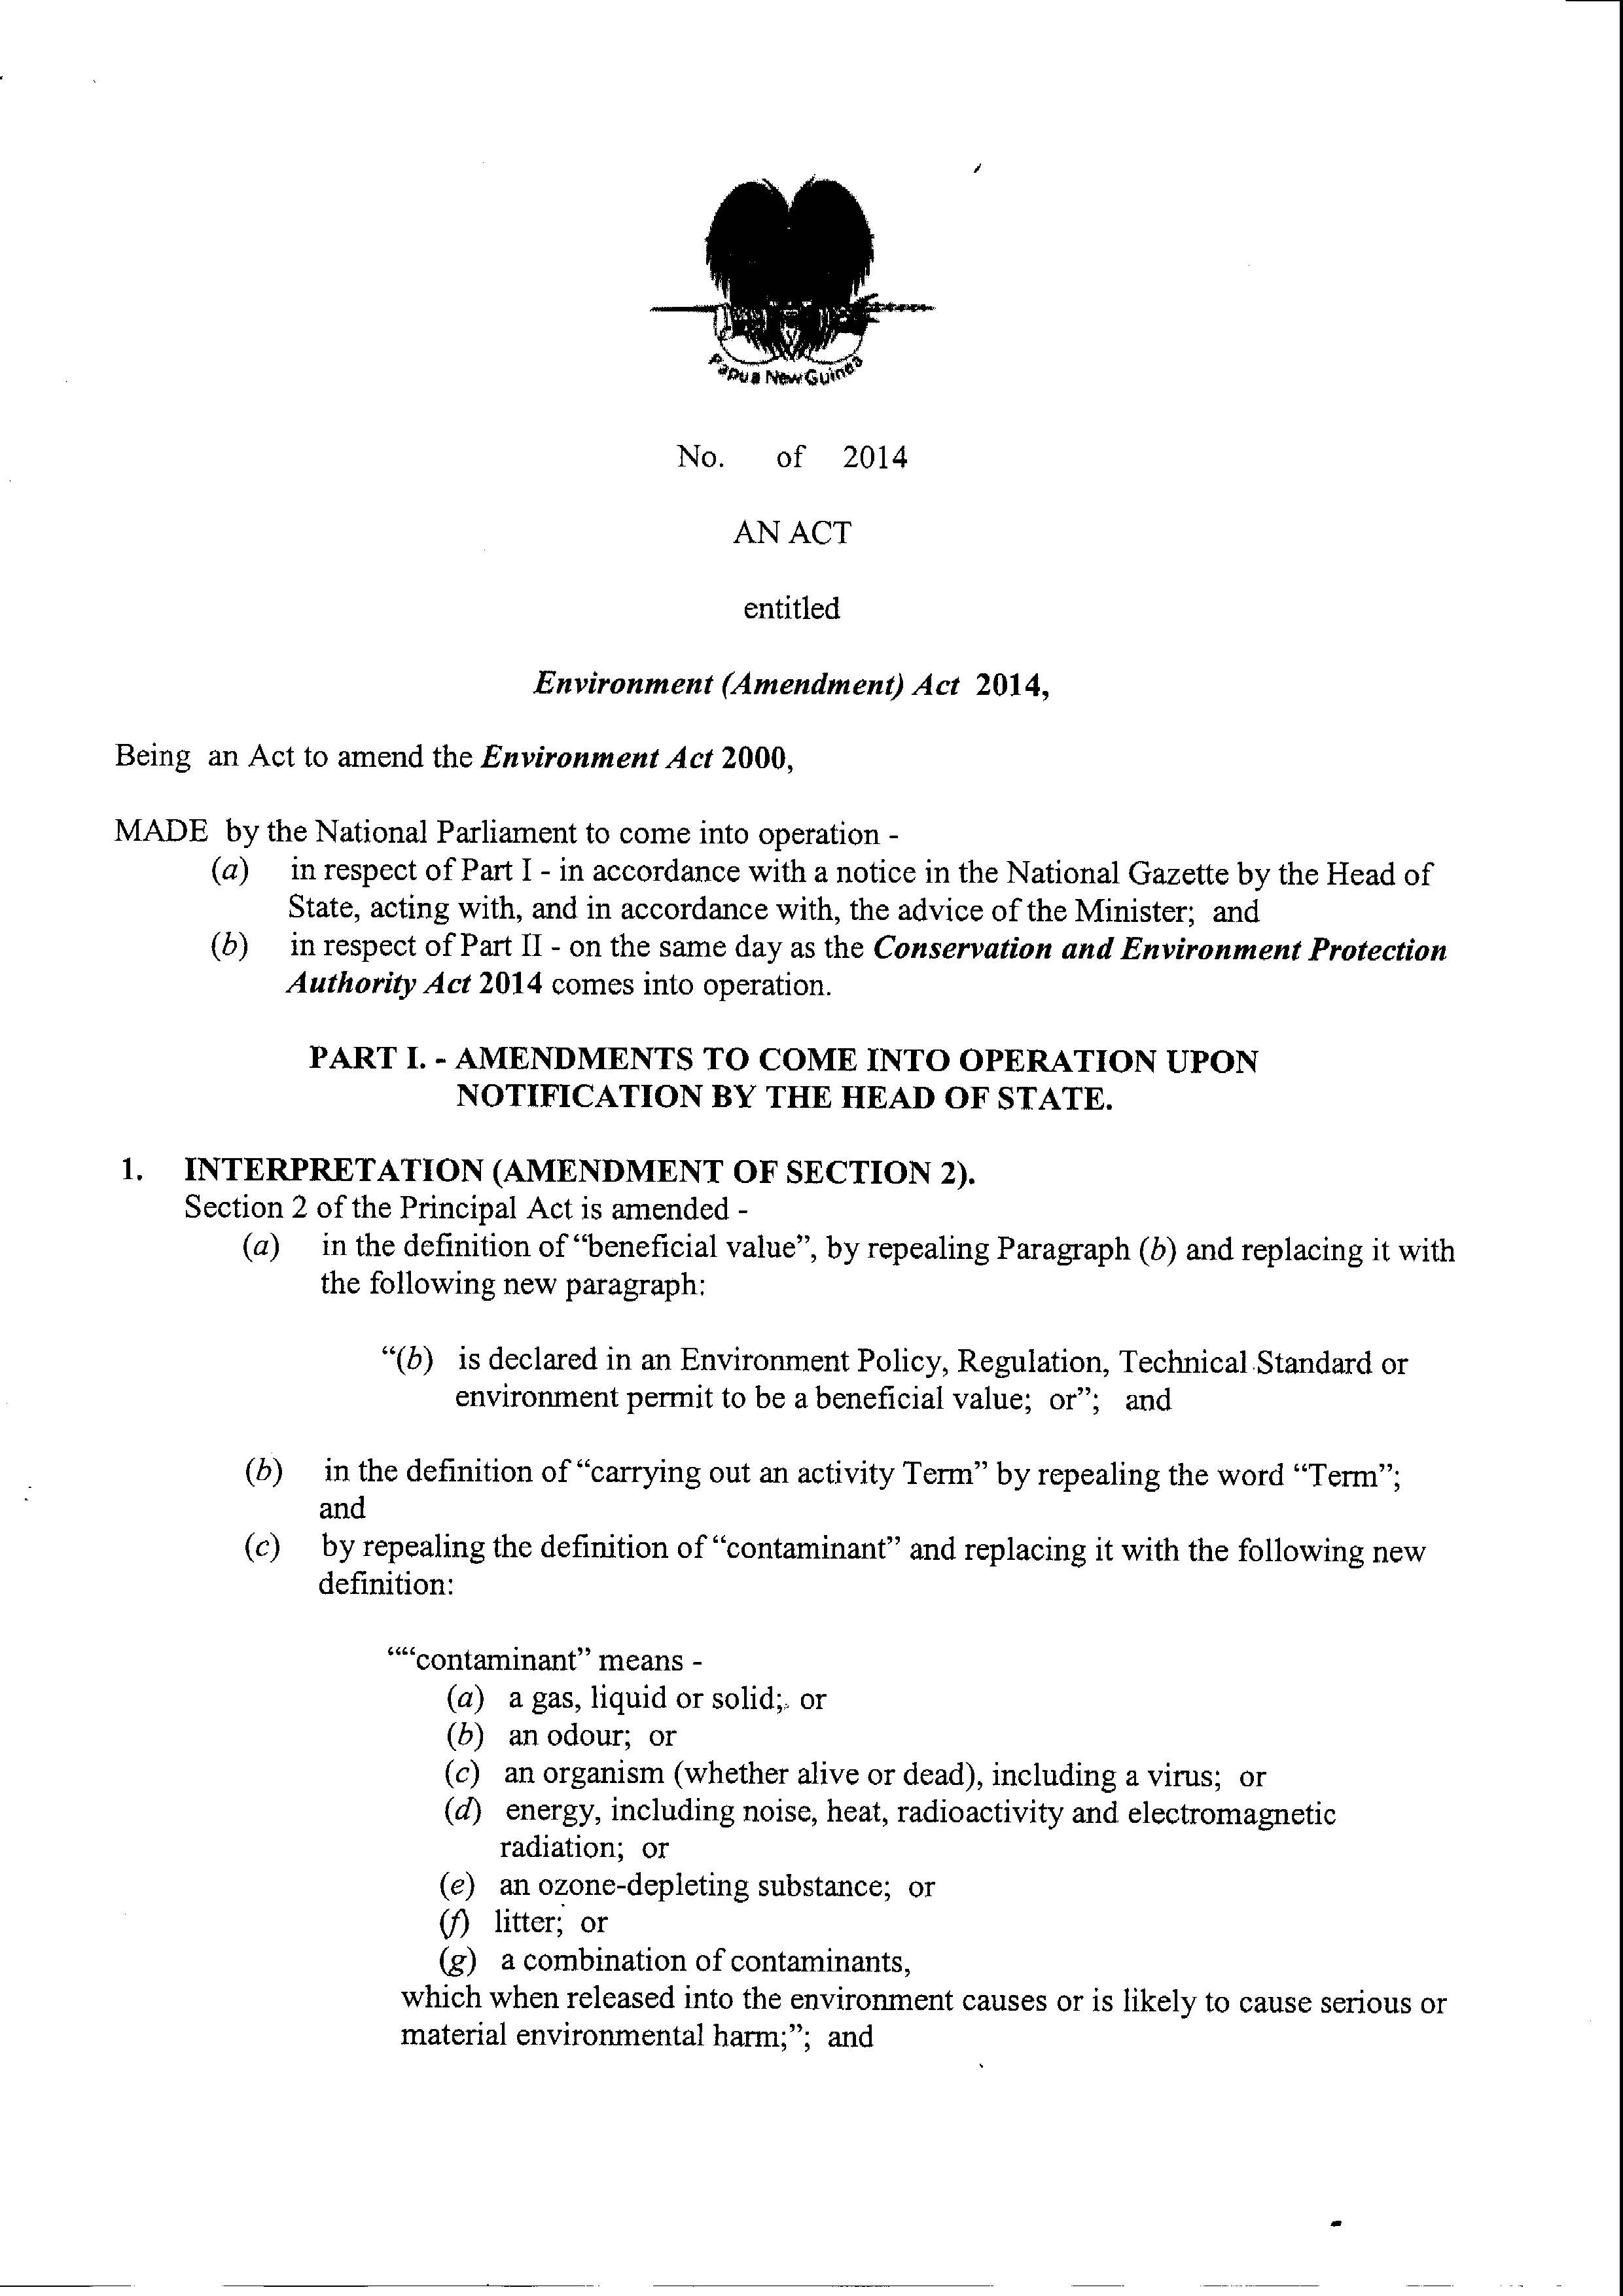 Papua New Guinea
No. of 2014
AN ACT
entitled
Environment (Amendment) Act 2014,
Being an Act to amend the Environment Act 2000,
MADE by the National Parliament to come into operation -
(a) in respect of Part I - in accordance with a notice in the National Gazette by the Head of
State, acting with, and in accordance with, the advice of the Minister; and
(b) in respect of Part II - on the same day as the Conservation and Environment Protection
Authority Act 2014 comes into operation.
PART I. - AMENDMENTS TO COME INTO OPERATION UPON
NOTIFICATION BY THE HEAD OF STATE.
1. INTERPRETATION (AMENDMENT OF SECTION 2).
Section 2 of the Principal Act is amended -
(a) in the definition of “beneficial value”, by repealing Paragraph (b) and replacing it with
the following new paragraph:
“(b) is declared in an Environment Policy, Regulation, Technical Standard or
environment permit to be a beneficial value; or”; and
(b) in the definition of “carrying out an activity Term” by repealing the word “Term”;
and
(c) by repealing the definition of “contaminant” and replacing it with the following new
definition:
““contaminant” means -
(a) a gas, liquid or solid; or
(b) an odour; or
(c) an organism (whether alive or dead), including a virus; or
(d) energy, including noise, heat, radioactivity and electromagnetic
radiation; or
(e) an ozone-depleting substance; or
(f) litter; or
(g) a combination of contaminants,
which when released into the environment causes or is likely to cause serious or
material environmental harm;”; and